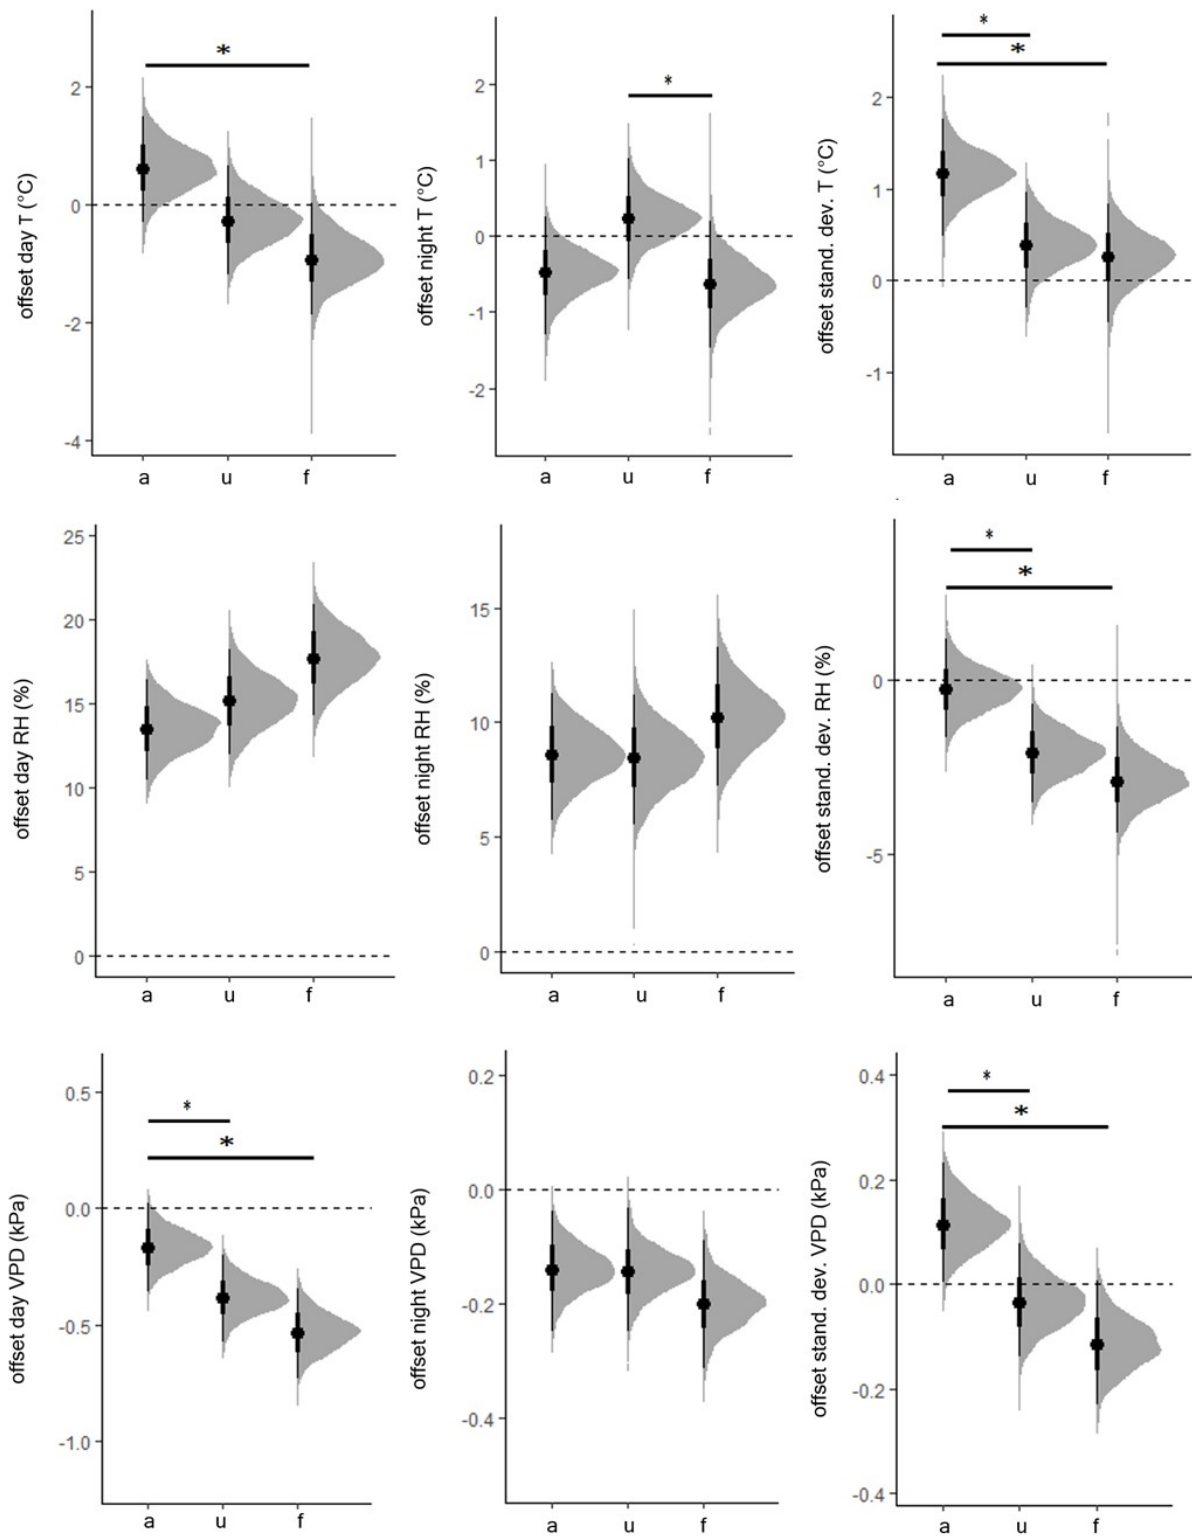 *
2
0
-2
-4
offset day T (°C)
a u f
*
2
1
0
-1
-2
offset night T (°C)
a u f
*
*
2
1
0
-1
offset stand. dev. T (°C)
a u f
25
20
15
10
5
0
offset day RH (%)
a u f
15
10
5
0
offset night RH (%)
a u f
*
*
0
-5
offset stand. dev. RH (%)
a u f
*
*
0.5
0.0
-0.5
-1.0
offset day VPD (kPa)
a u f
0.2
0.0
-0.2
-0.4
offset night VPD (kPa)
a u f
*
*
0.4
0.2
0.0
-0.2
-0.4
offset stand. dev. VPD (kPa)
a u f